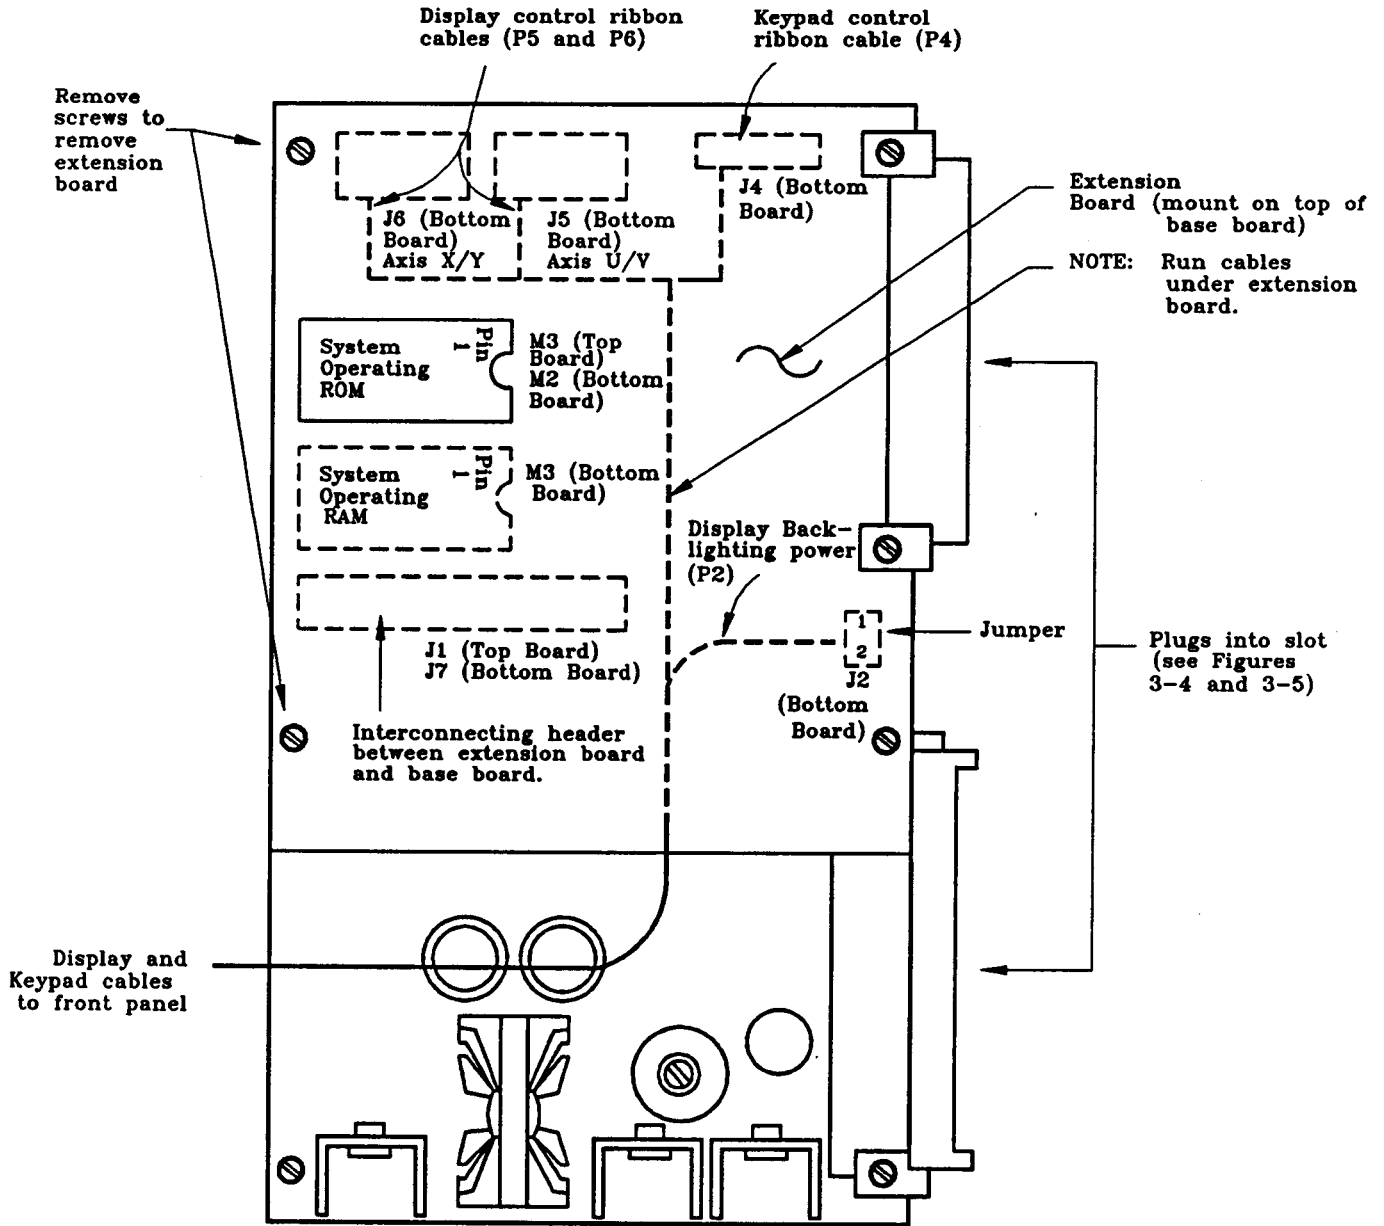 Display control ribbon
cables (P5 and P6)
Keypad control
ribbon cable (P4)
Remove
screws to
remove
extension
board
J6 (Bottom
Board)
Axis X/Y
J5 (Bottom
Board)
Axis U/V
J4 (Bottom
Board)
Extension
Board (mount on top of
base board)
NOTE: Run cables
under extension
board.
System
Operating
ROM
Pin
1
M3 (Top
Board)
M2 (Bottom
Board)
System
Operating
RAM
Pin
1
M3 (Bottom
Board)
Display Back-
lighting power
(P2)
1
2
J2
(Bottom
Board)
Jumper
Plugs into slot
(see Figures
3-4 and 3-5)
J1 (Top Board)
J7 (Bottom Board)
Interconnecting header
between extension board
and base board.
Display and
Keypad cables
to front panel